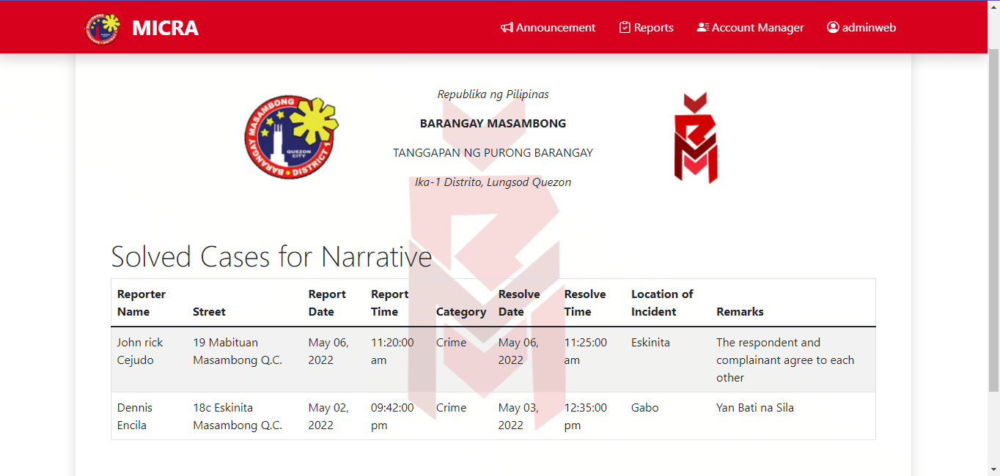 MICRA
Announcement
Reports
Account Manager
adminweb
BARANGAY MASAMBONG
DISTRICT 1
QUEZON
CITY
Republika ng Pilipinas
BARANGAY MASAMBONG
TANGGAPAN NG PURONG BARANGAY
Ika-1 Distrito, Lungsod Quezon
Solved Cases for Narrative
Reporter Name Street Report Date Report Time Category Resolve Date Resolve Time Location of Incident Remarks
John rick Cejudo 19 Mabituan Masambong Q.C. May 06, 2022 11:20:00 am Crime May 06, 2022 11:25:00 am Eskinita The respondent and complainant agree to each other
Dennis Encila 18c Eskinita Masambong Q.C. May 02, 2022 09:42:00 pm Crime May 03, 2022 12:35:00 pm Gabo Yan Bati na Sila